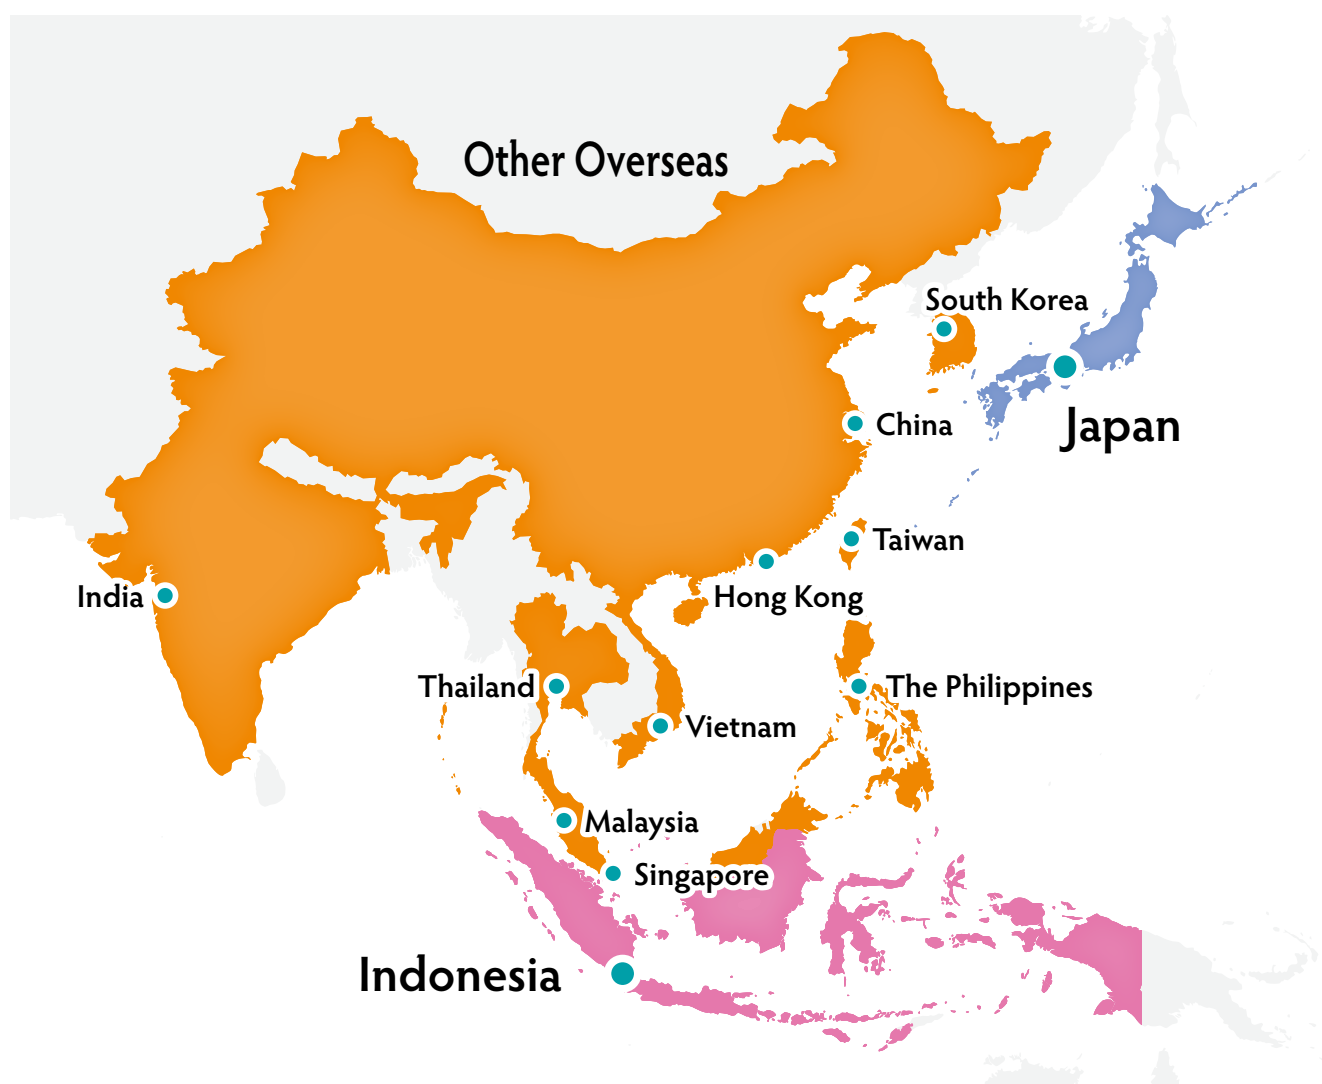 Other Overseas
South Korea
Japan
China
Taiwan
Hong Kong
India
Thailand
The Philippines
Vietnam
Malaysia
Singapore
Indonesia